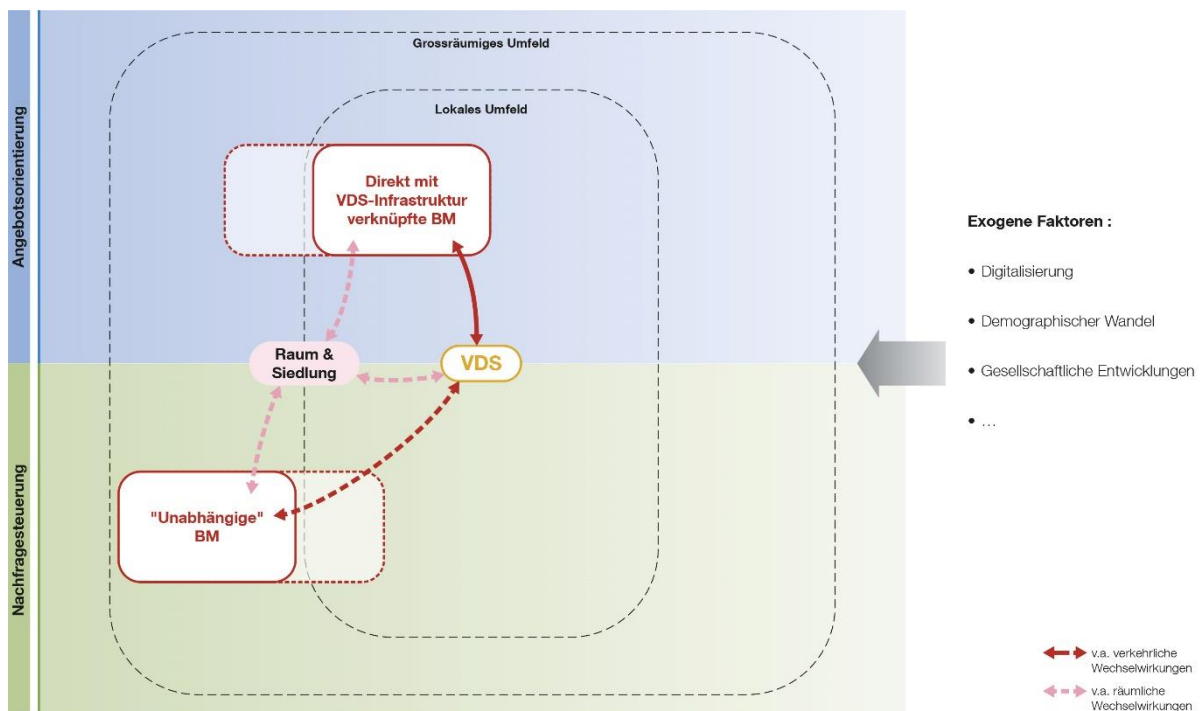 Angebotsorientierung
Nachfragesteuerung
Grossräumiges Umfeld
Lokales Umfeld
Direkt mit
VDS-Infrastruktur
verknüpfte BM
Raum &
Siedlung
VDS
"Unabhängige"
BM
Exogene Faktoren :
• Digitalisierung
• Demographischer Wandel
• Gesellschaftliche Entwicklungen
• ...
v.a. verkehrliche
Wechselwirkungen
v.a. räumliche
Wechselwirkungen